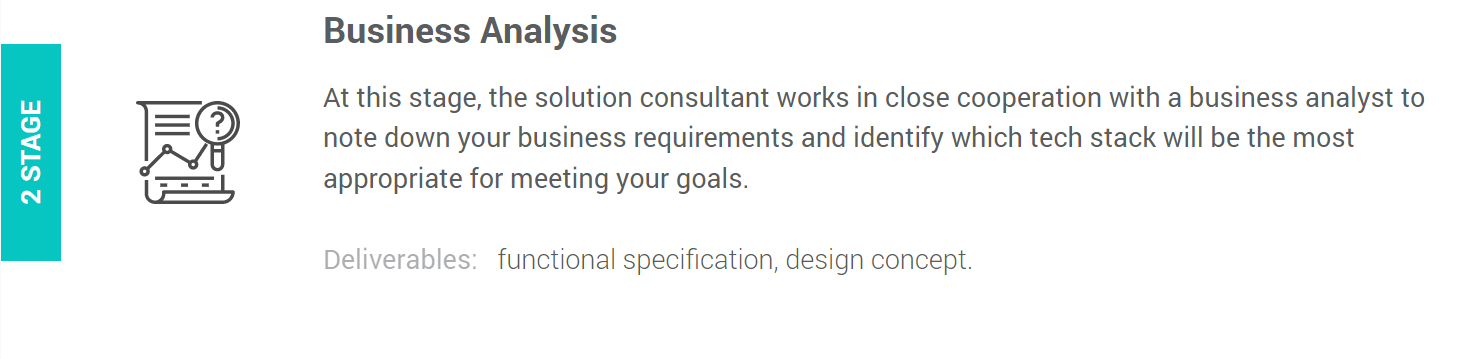 2 STAGE
Business Analysis
At this stage, the solution consultant works in close cooperation with a business analyst to
note down your business requirements and identify which tech stack will be the most
appropriate for meeting your goals.
Deliverables: functional specification, design concept.